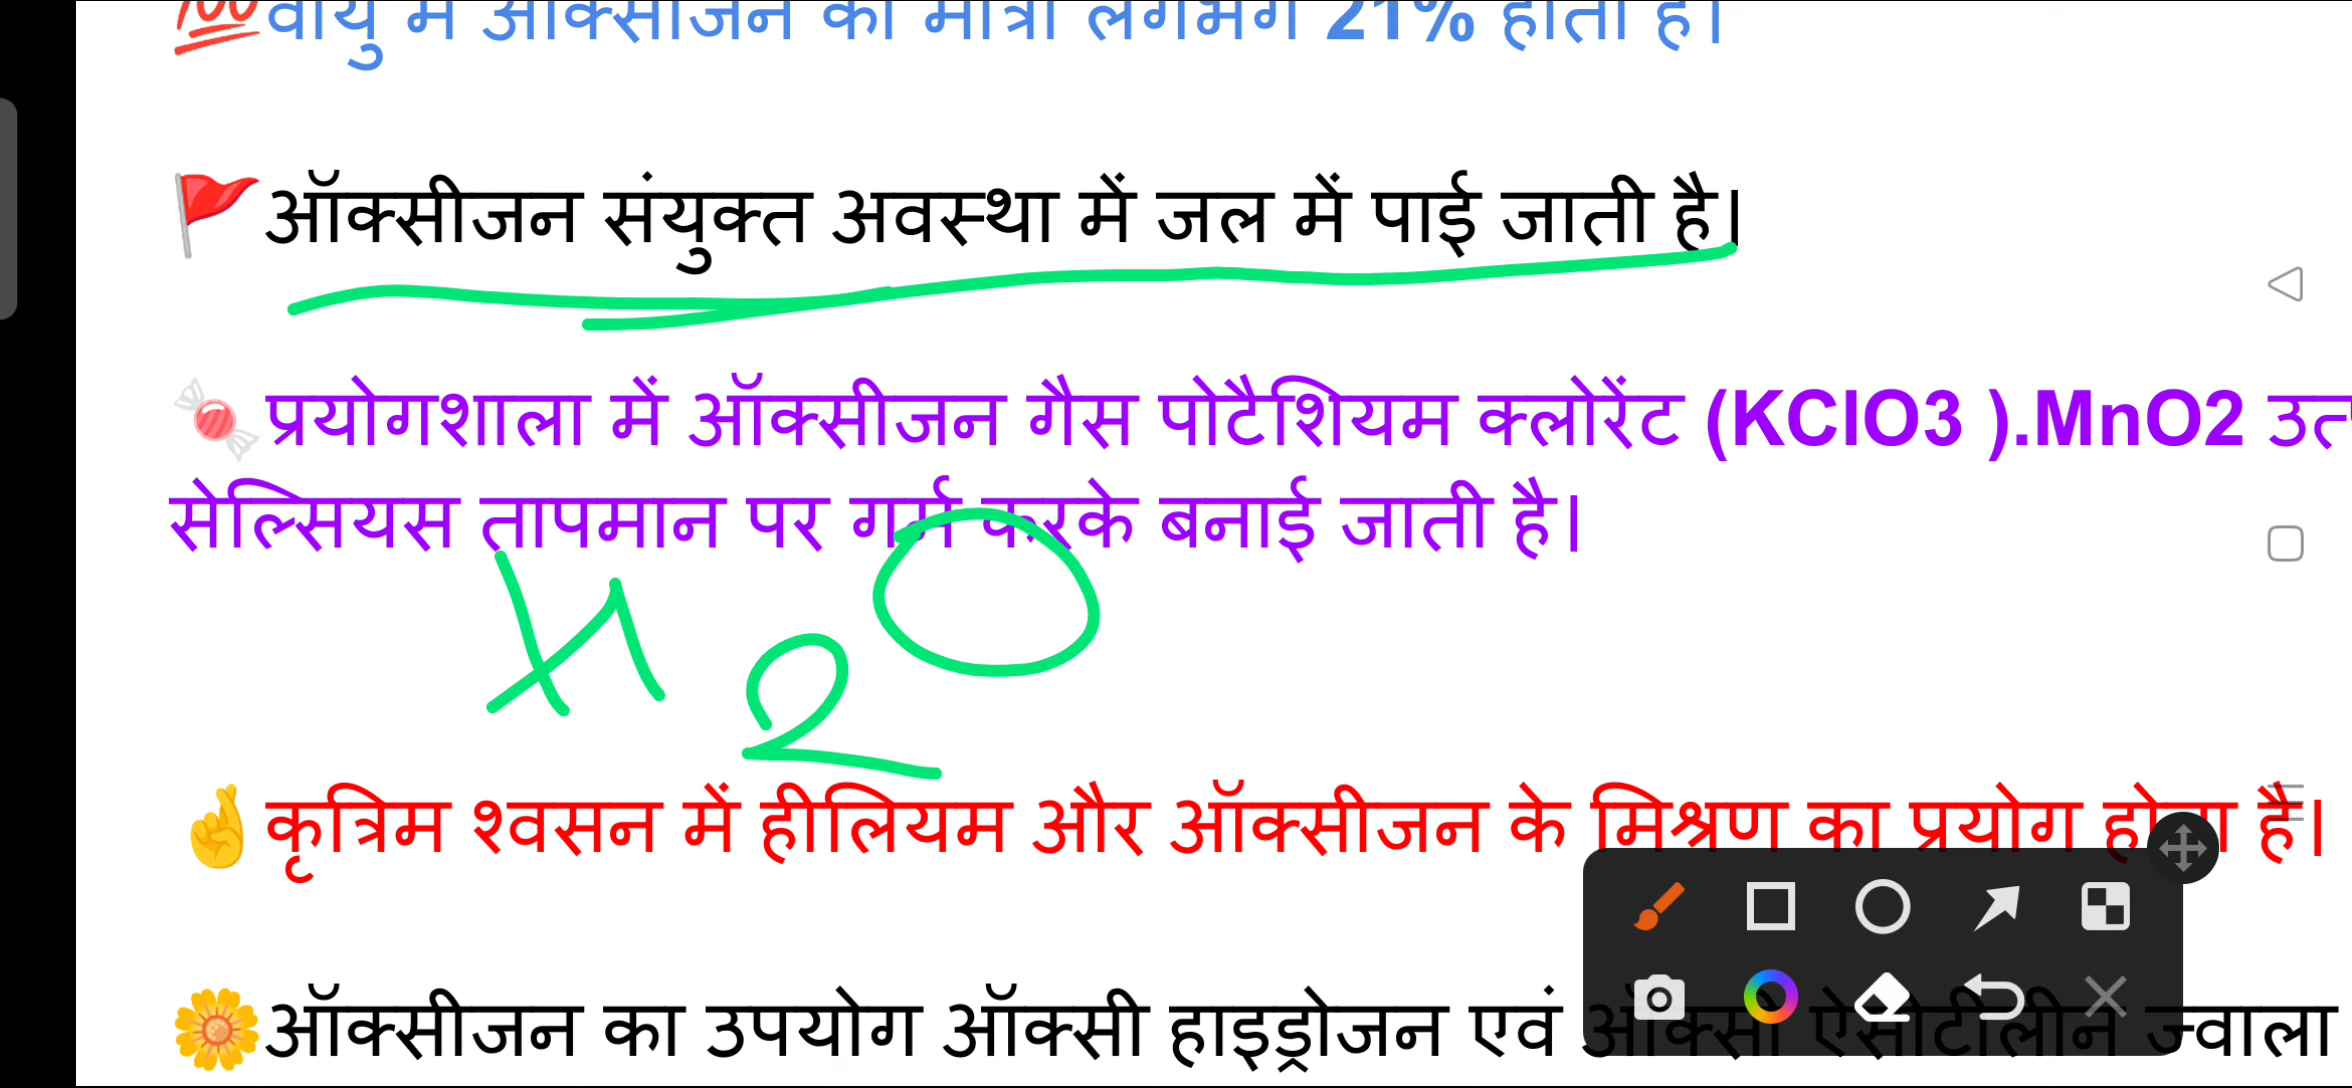 💯वायु में ऑक्सीजन की मात्रा लगभग 21% होती है।
🚩ऑक्सीजन संयुक्त अवस्था में जल में पाई जाती है।
🍬प्रयोगशाला में ऑक्सीजन गैस पोटैशियम क्लोरेंट (KClO3 ).MnO2
सेल्सियस तापमान पर गर्म करके बनाई जाती है।
H2O
🤞कृत्रिम श्वसन में हीलियम और ऑक्सीजन के मिश्रण का प्रयोग होता है।
🌼ऑक्सीजन का उपयोग ऑक्सी हाइड्रोजन एवं ऑक्सी ऐसीटीलीन ज्वाला